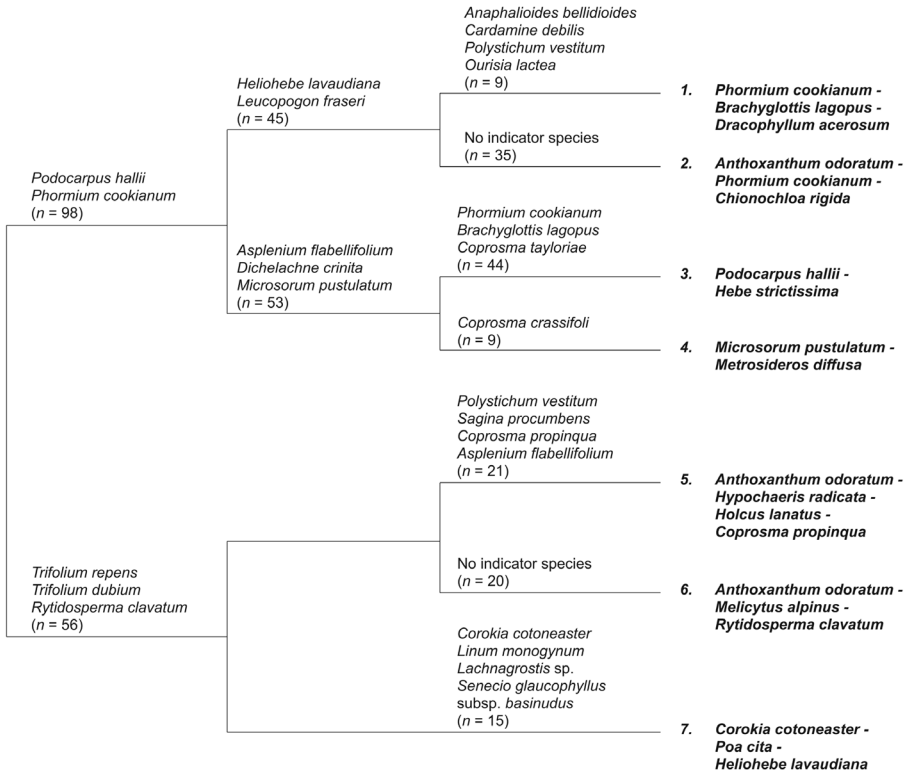 Anaphalioides bellidioides
Cardamine debilis
Polystichum vestitum
Ourisia lactea
(n = 9)
Heliohebe lavaudiana
Leucopogon fraseri
(n = 45)
1. Phormium cookianum -
Brachyglottis lagopus -
Dracophyllum acerosum
No indicator species
(n = 35)
2. Anthoxanthum odoratum -
Phormium cookianum -
Chionochloa rigida
Podocarpus hallii
Phormium cookianum
(n = 98)
Phormium cookianum
Brachyglottis lagopus
Coprosma tayloriae
(n = 44)
Asplenium flabellifolium
Dichelachne crinita
Microsorum pustulatum
(n = 53)
3. Podocarpus hallii -
Hebe strictissima
Coprosma crassifoli
(n = 9)
4. Microsorum pustulatum -
Metrosideros diffusa
Polystichum vestitum
Sagina procumbens
Coprosma propinqua
Asplenium flabellifolium
(n = 21)
5. Anthoxanthum odoratum -
Hypochaeris radicata -
Holcus lanatus -
Coprosma propinqua
Trifolium repens
Trifolium dubium
Rytidosperma clavatum
(n = 56)
No indicator species
(n = 20)
6. Anthoxanthum odoratum -
Melicytus alpinus -
Rytidosperma clavatum
Corokia cotoneaster
Linum monogynum
Lachnagrostis sp.
Senecio glaucophyllus
subsp. basinudus
(n = 15)
7. Corokia cotoneaster -
Poa cita -
Heliohebe lavaudiana